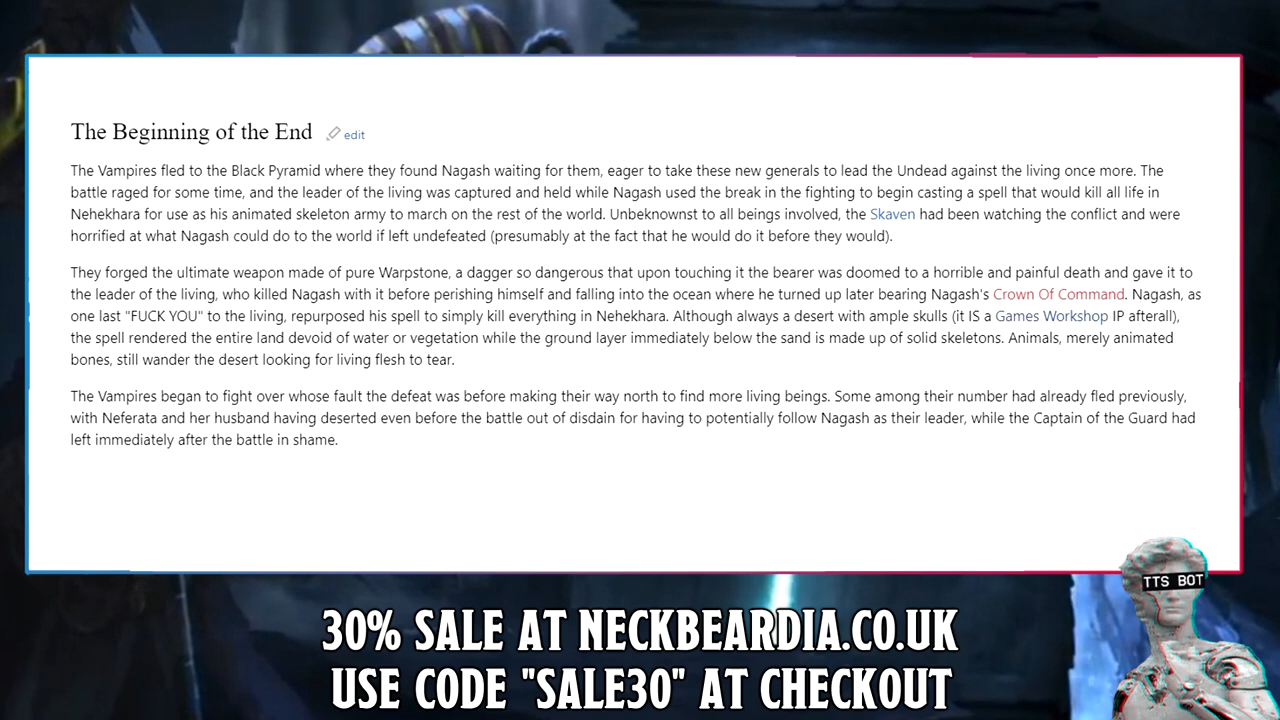 The Beginning of the End edit
The Vampires fled to the Black Pyramid where they found Nagash waiting for them, eager to take these new generals to lead the Undead against the living once more. The
battle raged for some time, and the leader of the living was captured and held while Nagash used the break in the fighting to begin casting a spell that would kill all life in
Nehekhara for use as his animated skeleton army to march on the rest of the world. Unbeknownst to all beings involved, the Skaven had been watching the conflict and were
horrified at what Nagash could do to the world if left undefeated (presumably at the fact that he would do it before they would).
They forged the ultimate weapon made of pure Warpstone, a dagger so dangerous that upon touching it the bearer was doomed to a horrible and painful death and gave it to
the leader of the living, who killed Nagash with it before perishing himself and falling into the ocean where he turned up later bearing Nagash's Crown Of Command. Nagash, as
one last "FUCK YOU" to the living, repurposed his spell to simply kill everything in Nehekhara. Although always a desert with ample skulls (it IS a Games Workshop IP afterall),
the spell rendered the entire land devoid of water or vegetation while the ground layer immediately below the sand is made up of solid skeletons. Animals, merely animated
bones, still wander the desert looking for living flesh to tear.
The Vampires began to fight over whose fault the defeat was before making their way north to find more living beings. Some among their number had already fled previously,
with Neferata and her husband having deserted even before the battle out of disdain for having to potentially follow Nagash as their leader, while the Captain of the Guard had
left immediately after the battle in shame.
TTS BOT
30% SALE AT NECKBEARDIA.CO.UK
USE CODE "SALE30" AT CHECKOUT